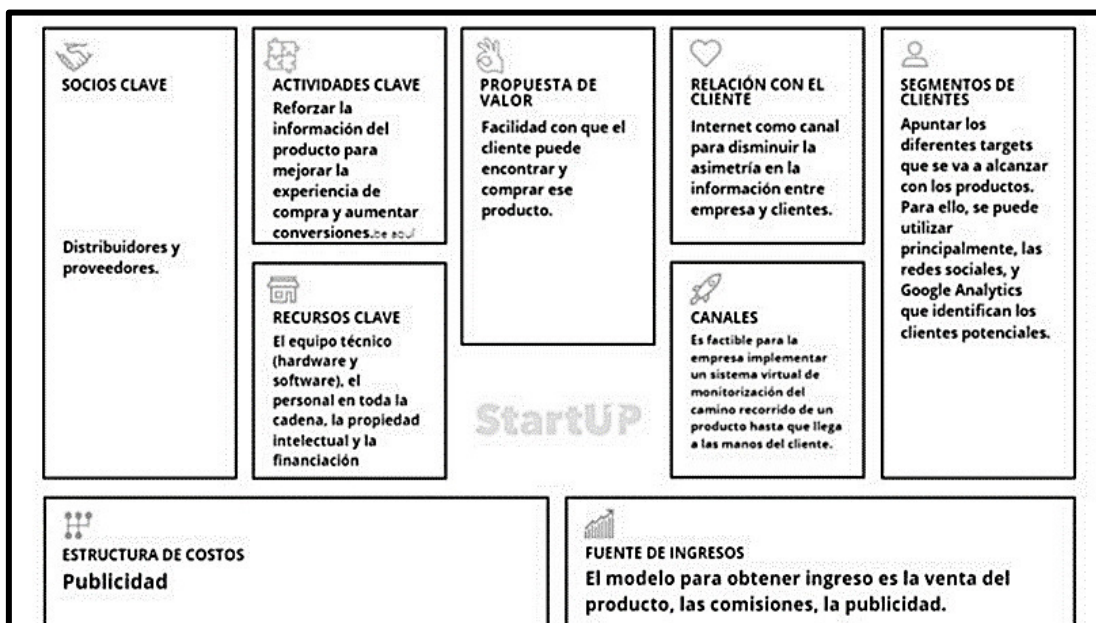 SOCIOS CLAVE
Distribuidores y
proveedores.
ACTIVIDADES CLAVE
Reforzar la
información del
producto para
mejorar la
experiencia de
compra y aumentar
conversiones.be aquí
RECURSOS CLAVE
El equipo técnico
(hardware y
software), el
personal en toda la
cadena, la propiedad
intelectual y la
financiación
PROPUESTA DE
VALOR
Facilidad con que el
cliente puede
encontrar y
comprar ese
producto.
StartUP
RELACIÓN CON EL
CLIENTE
Internet como canal
para disminuir la
asimetría en la
información entre
empresa y clientes.
CANALES
Es factible para la
empresa implementar
un sistema virtual de
monitorización del
camino recorrido de un
producto hasta que llega
a las manos del cliente.
SEGMENTOS DE
CLIENTES
Apuntar los
diferentes targets
que se va a alcanzar
con los productos.
Para ello, se puede
utilizar
principalmente, las
redes sociales, y
Google Analytics
que identifican los
clientes potenciales.
ESTRUCTURA DE COSTOS
Publicidad
FUENTE DE INGRESOS
El modelo para obtener ingreso es la venta del
producto, las comisiones, la publicidad.